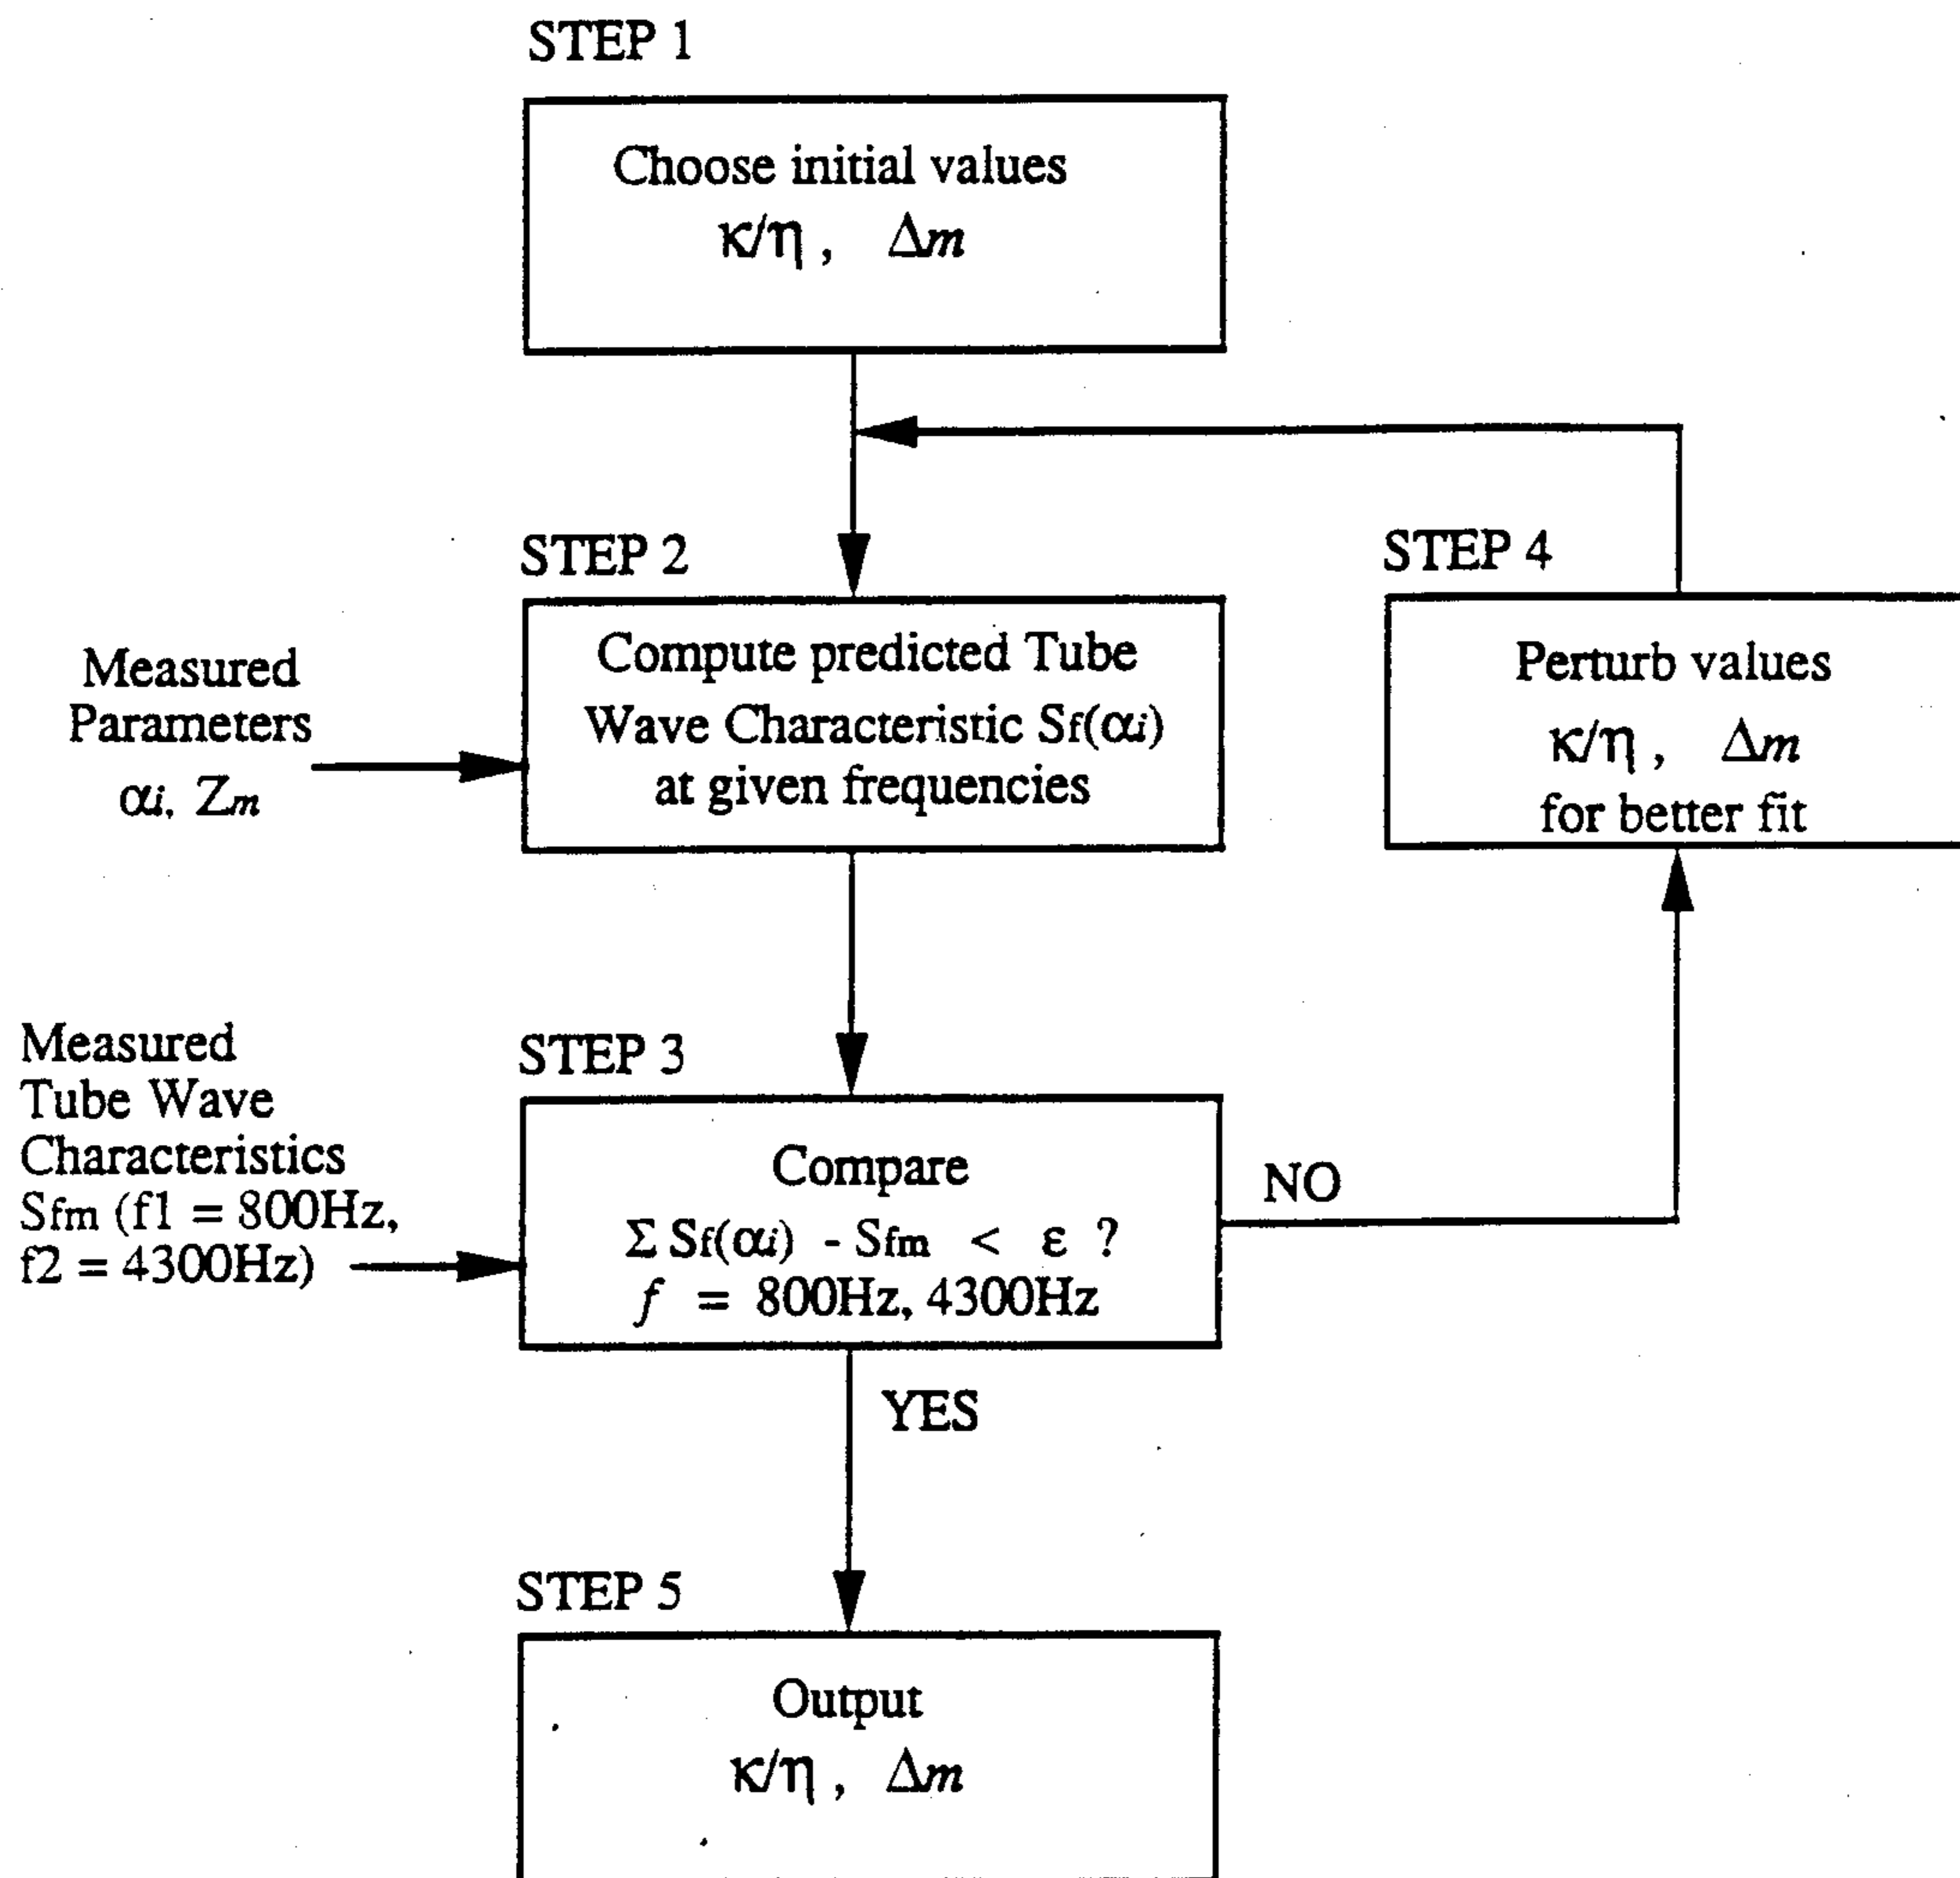 STEP 1
Choose initial values
κ/η , Δm
STEP 2
Compute predicted Tube
Wave Characteristic Sf(αi)
at given frequencies
Measured
Parameters
αi, Zm
STEP 4
Perturb values
κ/η , Δm
for better fit
STEP 3
Compare
Σ Sf(αi) - Sfm < ε ?
f = 800Hz, 4300Hz
Measured
Tube Wave
Characteristics
Sfm (f1 = 800Hz,
f2 = 4300Hz)
NO
YES
STEP 5
Output
κ/η , Δm